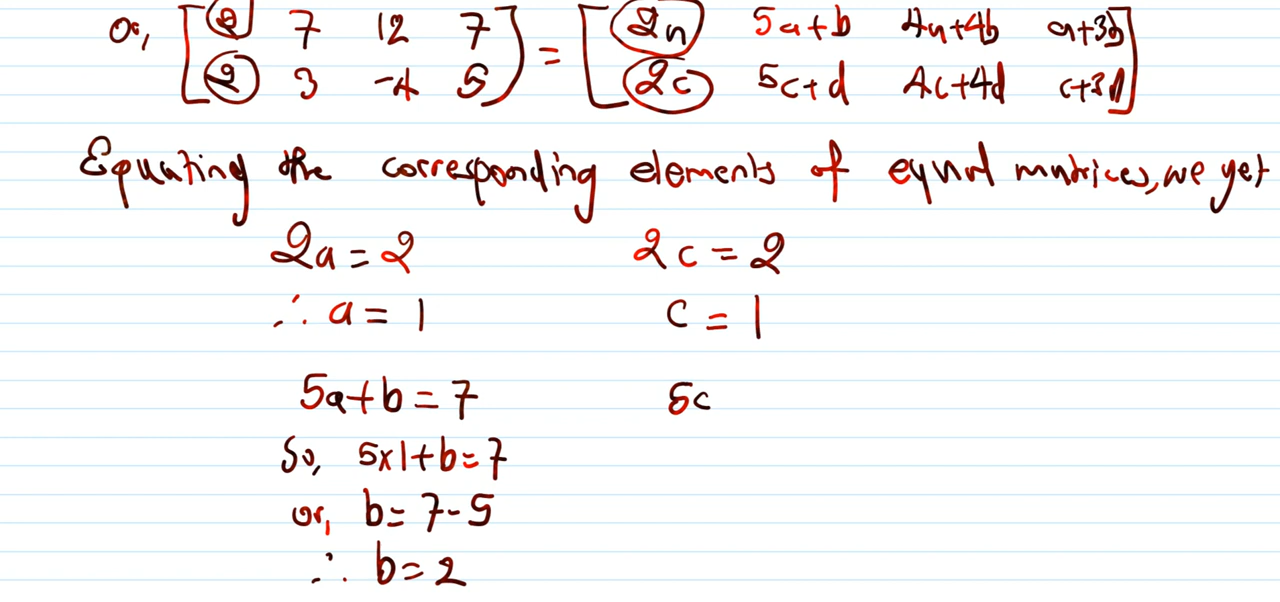 Or, [2 7 12 7] = [2a 5a+b 4a+4b a+3b]
[2 3 -4 5] [2c 5c+d 4c+4d c+3d]
Equating the corresponding elements of equal matrices, we get
2a = 2 2c = 2
∴ a = 1 c = 1
5a+b = 7 5c
So, 5x1+b=7
or, b= 7-5
∴ b= 2